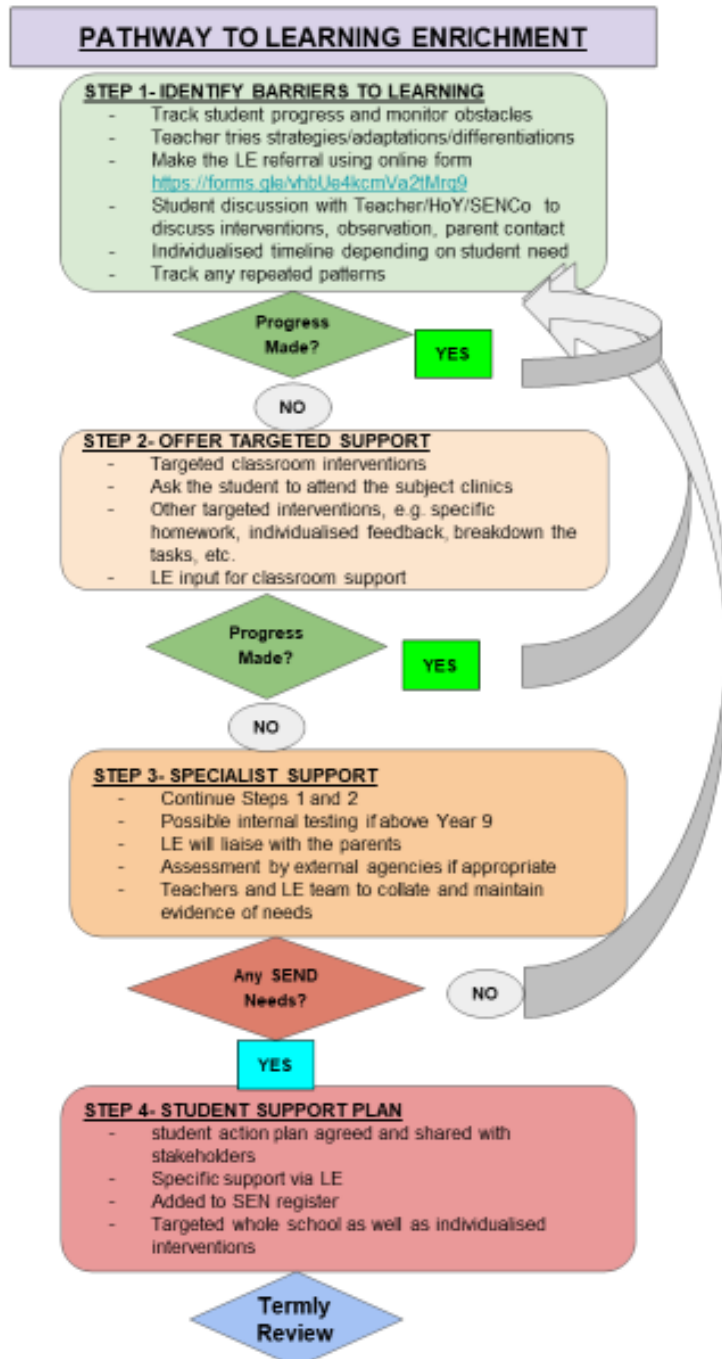 PATHWAY TO LEARNING ENRICHMENT
STEP 1- IDENTIFY BARRIERS TO LEARNING
- Track student progress and monitor obstacles
- Teacher tries strategies/adaptations/differentiations
- Make the LE referral using online form
https://forms.gle/vhbUe4kcmVa2tMrg9
- Student discussion with Teacher/HoY/SENCo to
discuss interventions, observation, parent contact
- Individualised timeline depending on student need
- Track any repeated patterns
Progress
Made?
YES
NO
STEP 2- OFFER TARGETED SUPPORT
- Targeted classroom interventions
- Ask the student to attend the subject clinics
- Other targeted interventions, e.g. specific
homework, individualised feedback, breakdown the
tasks, etc.
- LE input for classroom support
Progress
Made?
YES
NO
STEP 3- SPECIALIST SUPPORT
- Continue Steps 1 and 2
- Possible internal testing if above Year 9
- LE will liaise with the parents
- Assessment by external agencies if appropriate
- Teachers and LE team to collate and maintain
evidence of needs
Any SEND
Needs?
NO
YES
STEP 4- STUDENT SUPPORT PLAN
- student action plan agreed and shared with
stakeholders
- Specific support via LE
- Added to SEN register
- Targeted whole school as well as individualised
interventions
Termly
Review